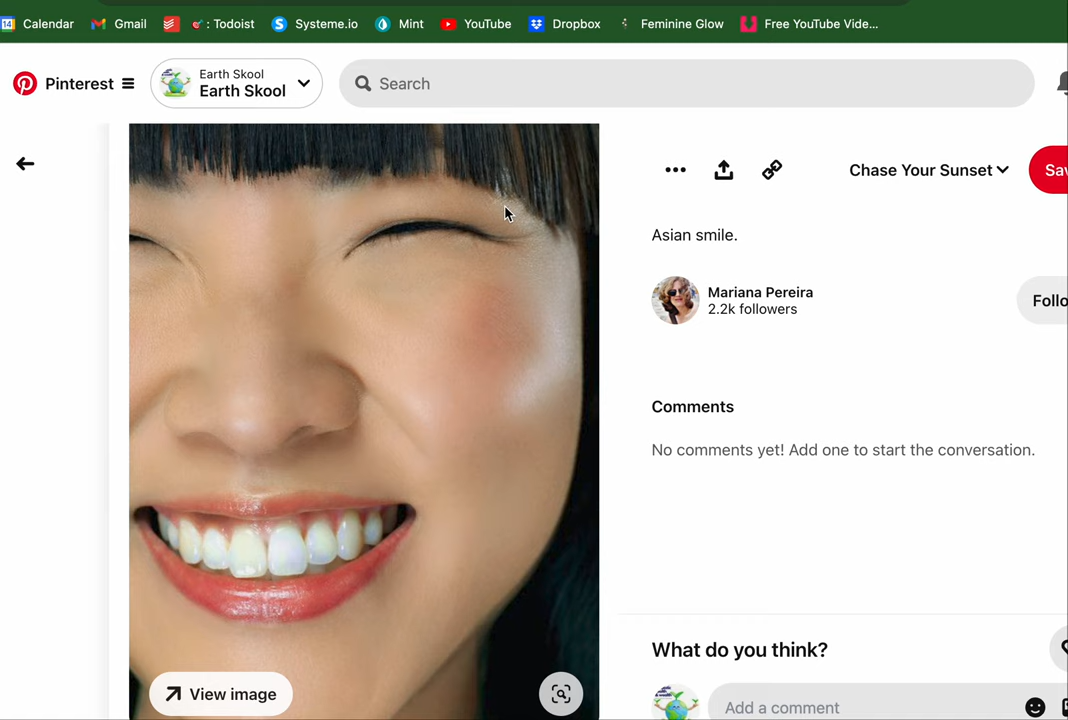 14 Calendar Gmail : Todoist Systeme.io Mint YouTube Dropbox Feminine Glow Free YouTube Vide...
Pinterest
Earth Skool
Earth Skool
Search
Chase Your Sunset
Sav
Asian smile.
Mariana Pereira
2.2k followers
Follo
Comments
No comments yet! Add one to start the conversation.
What do you think?
View image
Add a comment